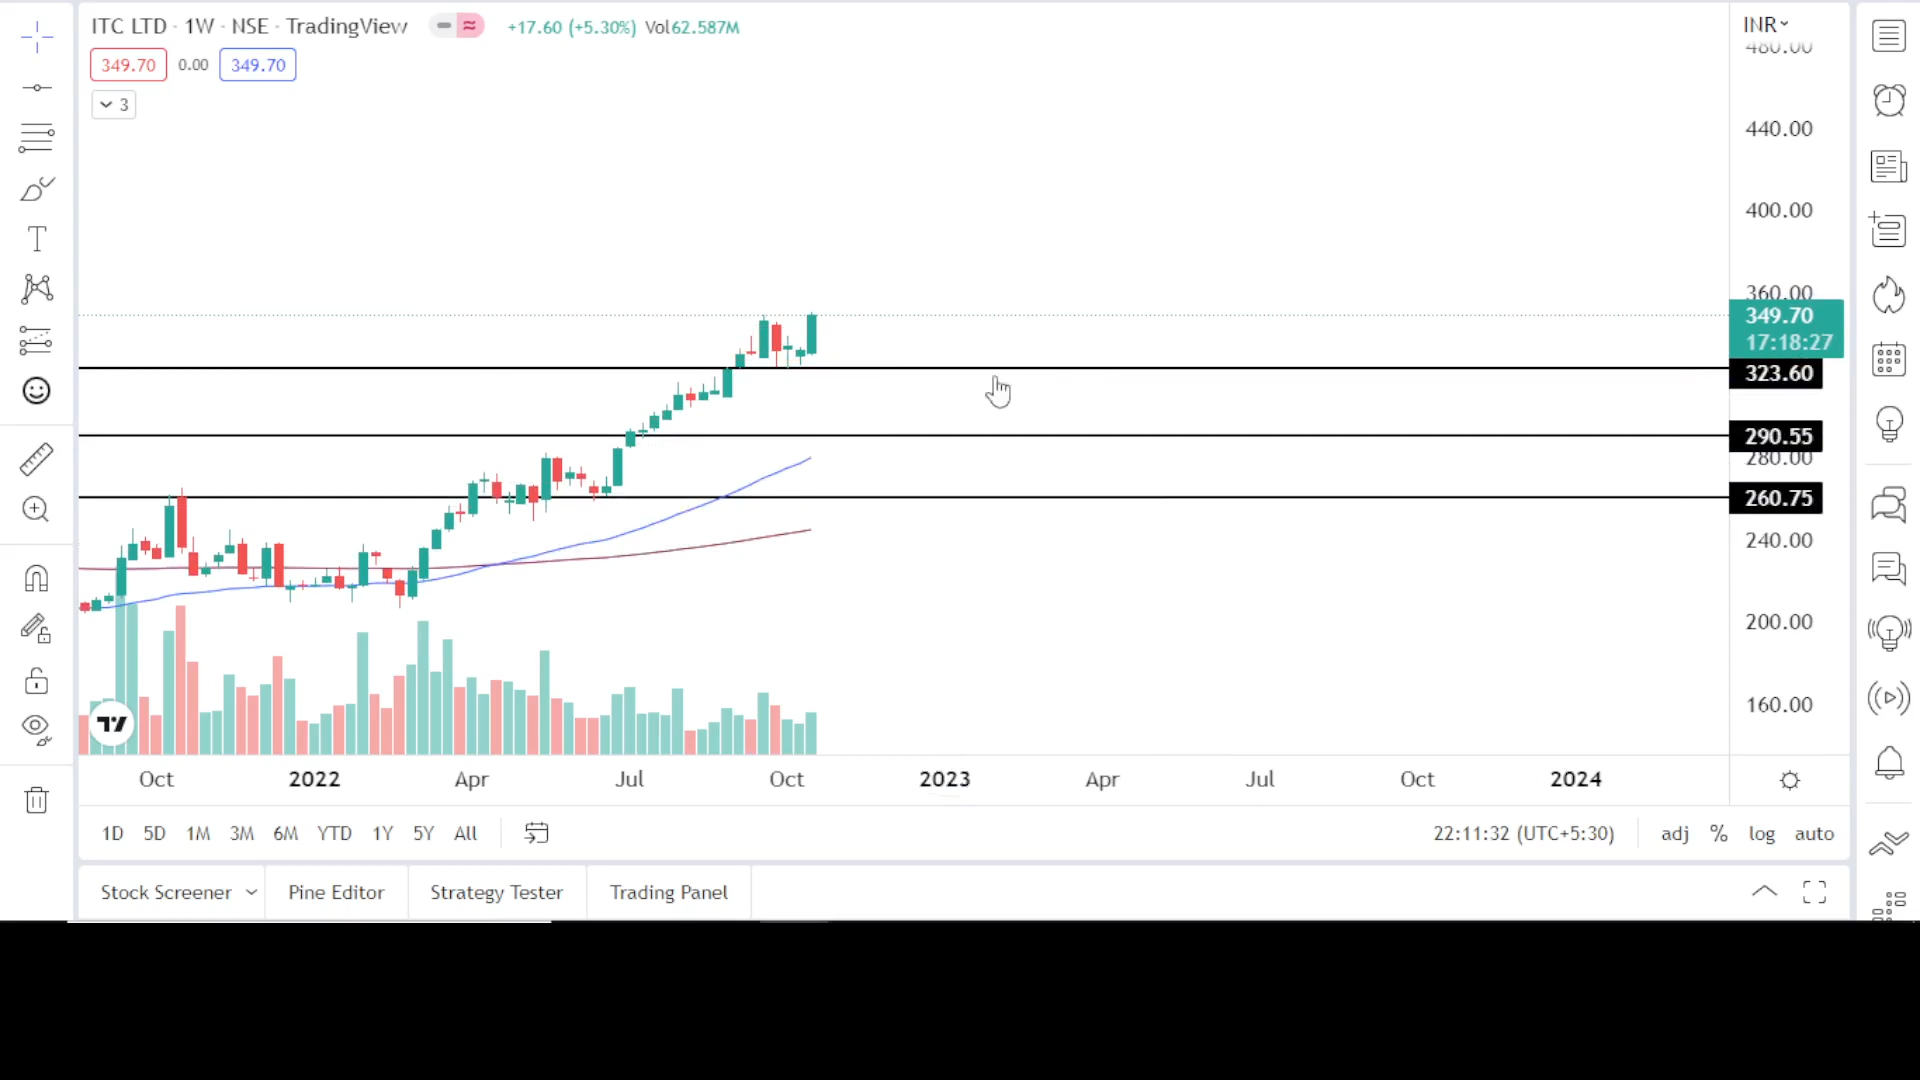 ITC LTD · 1W · NSE · TradingView
+17.60 (+5.30%) Vol62.587M
INR
480.00
349.70 0.00 349.70
3
440.00
400.00
360.00
349.70
17:18:27
323.60
290.55
280.00
260.75
240.00
200.00
160.00
Oct 2022 Apr Jul Oct 2023 Apr Jul Oct 2024
1D 5D 1M 3M 6M YTD 1Y 5Y All
22:11:32 (UTC+5:30) adj % log auto
Stock Screener Pine Editor Strategy Tester Trading Panel